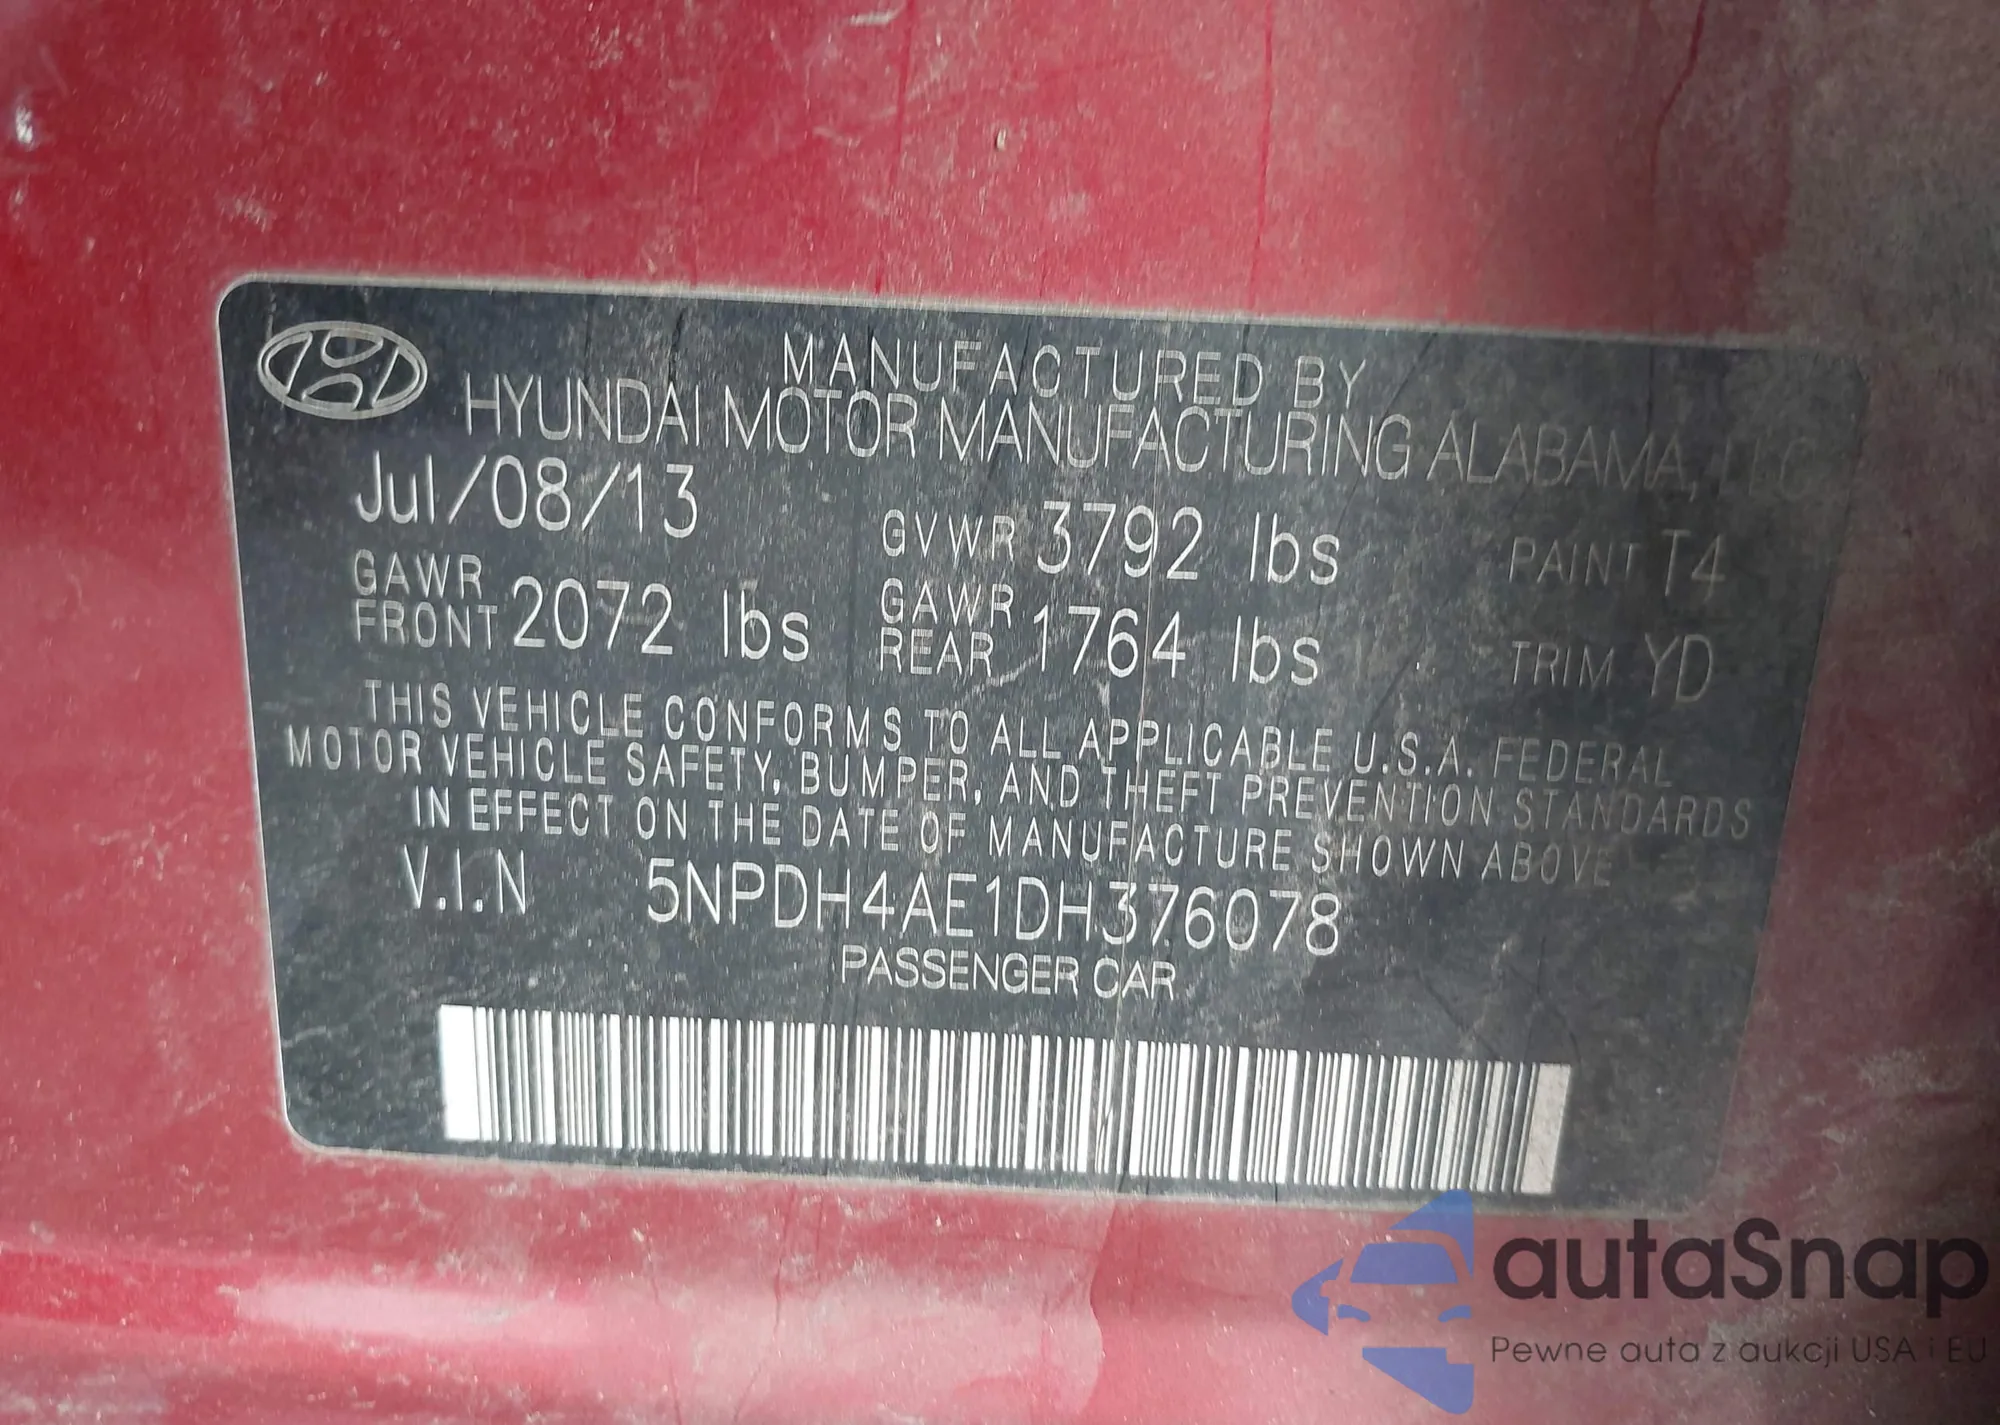 MANUFACTURED BY
HYUNDAI MOTOR MANUFACTURING ALABAMA, LLC
Jul/08/13 GVWR 3792 lbs PAINT T4
GAWR FRONT 2072 lbs GAWR REAR 1764 lbs TRIM YD
THIS VEHICLE CONFORMS TO ALL APPLICABLE U.S.A. FEDERAL
MOTOR VEHICLE SAFETY, BUMPER, AND THEFT PREVENTION STANDARDS
IN EFFECT ON THE DATE OF MANUFACTURE SHOWN ABOVE
V.I.N 5NPDH4AE1DH376078
PASSENGER CAR
autaSnap
Pewne auta z aukcji USA i EU